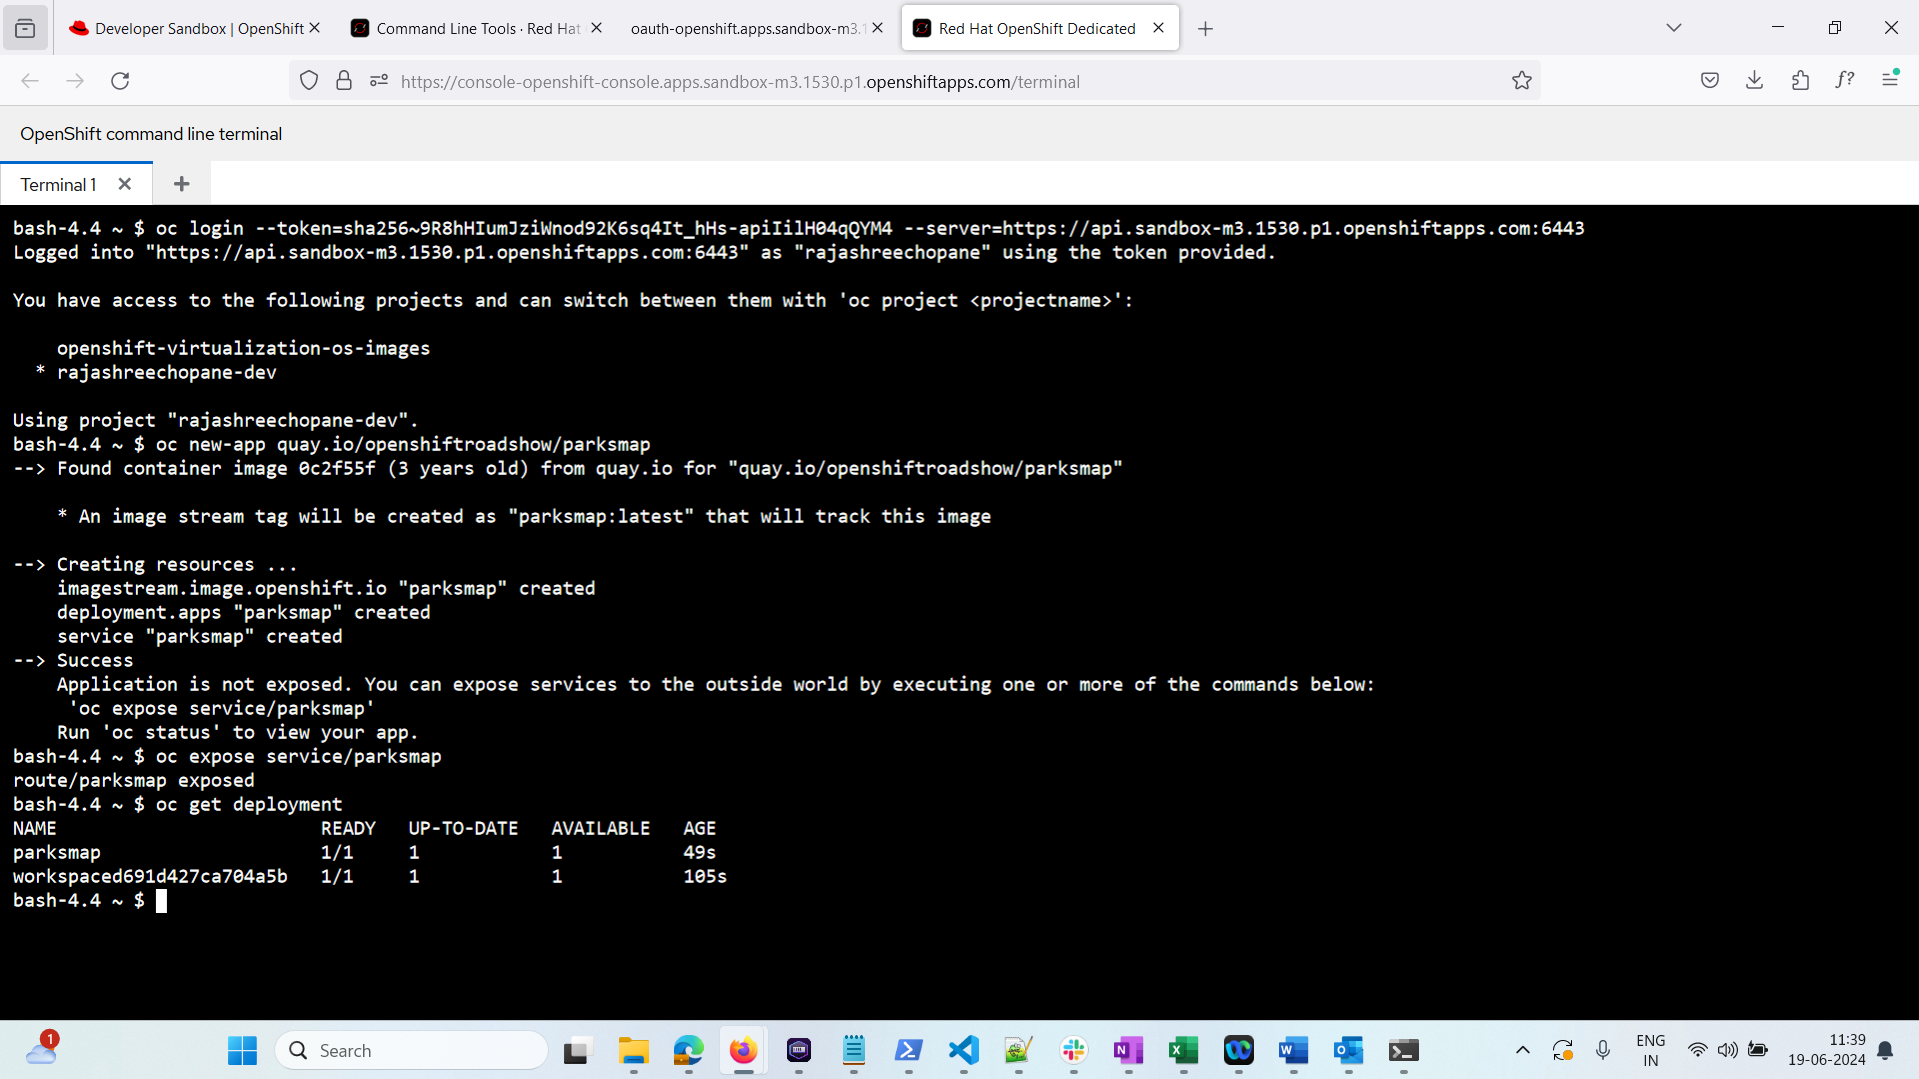 Developer Sandbox | OpenShift
Command Line Tools · Red Hat
oauth-openshift.apps.sandbox-m3.1
Red Hat OpenShift Dedicated
https://console-openshift-console.apps.sandbox-m3.1530.p1.openshiftapps.com/terminal
OpenShift command line terminal
Terminal 1
bash-4.4 ~ $ oc login --token=sha256~9R8hHIumJziWnod92K6sq4It_hHs-apiIilH04qQYM4 --server=https://api.sandbox-m3.1530.p1.openshiftapps.com:6443
Logged into "https://api.sandbox-m3.1530.p1.openshiftapps.com:6443" as "rajashreechopane" using the token provided.
You have access to the following projects and can switch between them with 'oc project <projectname>':
openshift-virtualization-os-images
* rajashreechopane-dev
Using project "rajashreechopane-dev".
bash-4.4 ~ $ oc new-app quay.io/openshiftroadshow/parksmap
--> Found container image 0c2f55f (3 years old) from quay.io for "quay.io/openshiftroadshow/parksmap"
* An image stream tag will be created as "parksmap:latest" that will track this image
--> Creating resources ...
imagestream.image.openshift.io "parksmap" created
deployment.apps "parksmap" created
service "parksmap" created
--> Success
Application is not exposed. You can expose services to the outside world by executing one or more of the commands below:
'oc expose service/parksmap'
Run 'oc status' to view your app.
bash-4.4 ~ $ oc expose service/parksmap
route/parksmap exposed
bash-4.4 ~ $ oc get deployment
NAME READY UP-TO-DATE AVAILABLE AGE
parksmap 1/1 1 1 49s
workspaced691d427ca704a5b 1/1 1 1 105s
bash-4.4 ~ $
1
Search
ENG
IN
11:39
19-06-2024